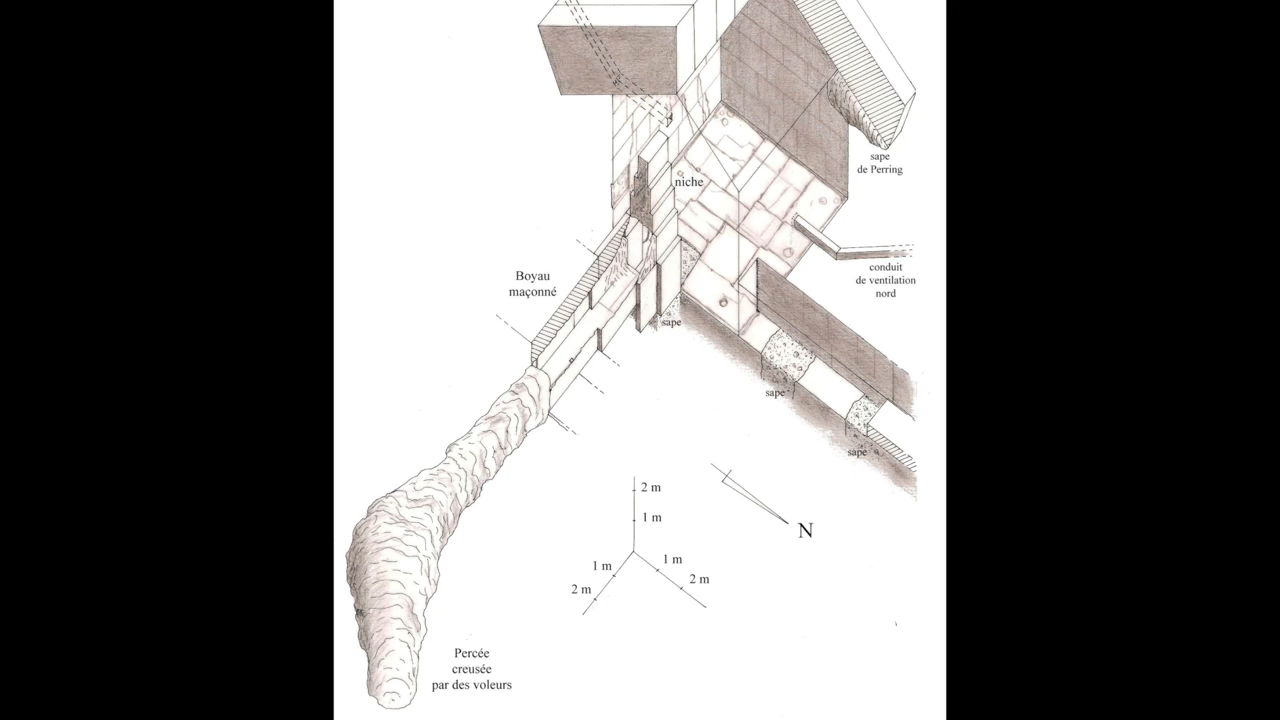 sape
de Perring
niche
conduit
de ventilation
nord
Boyau
maçonné
sape
sape
sape
2 m
1 m
N
1 m
1 m
2 m
2 m
Percée
creusée
par des voleurs